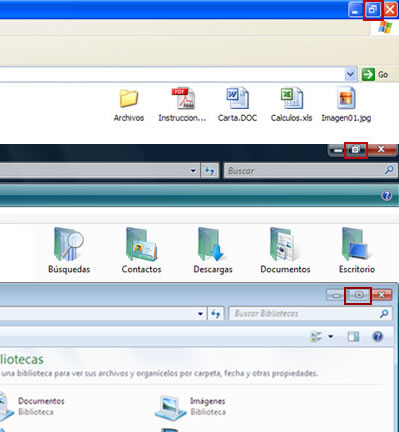 Go
Archivos
Instruccion...
Carta.DOC
Calculos.xls
Imagen01.jpg
Buscar
Búsquedas
Contactos
Descargas
Documentos
Escritorio
Buscar Bibliotecas
bliotecas
una biblioteca para ver sus archivos y organícelos por carpeta, fecha y otras propiedades.
Documentos
Biblioteca
Imágenes
Biblioteca